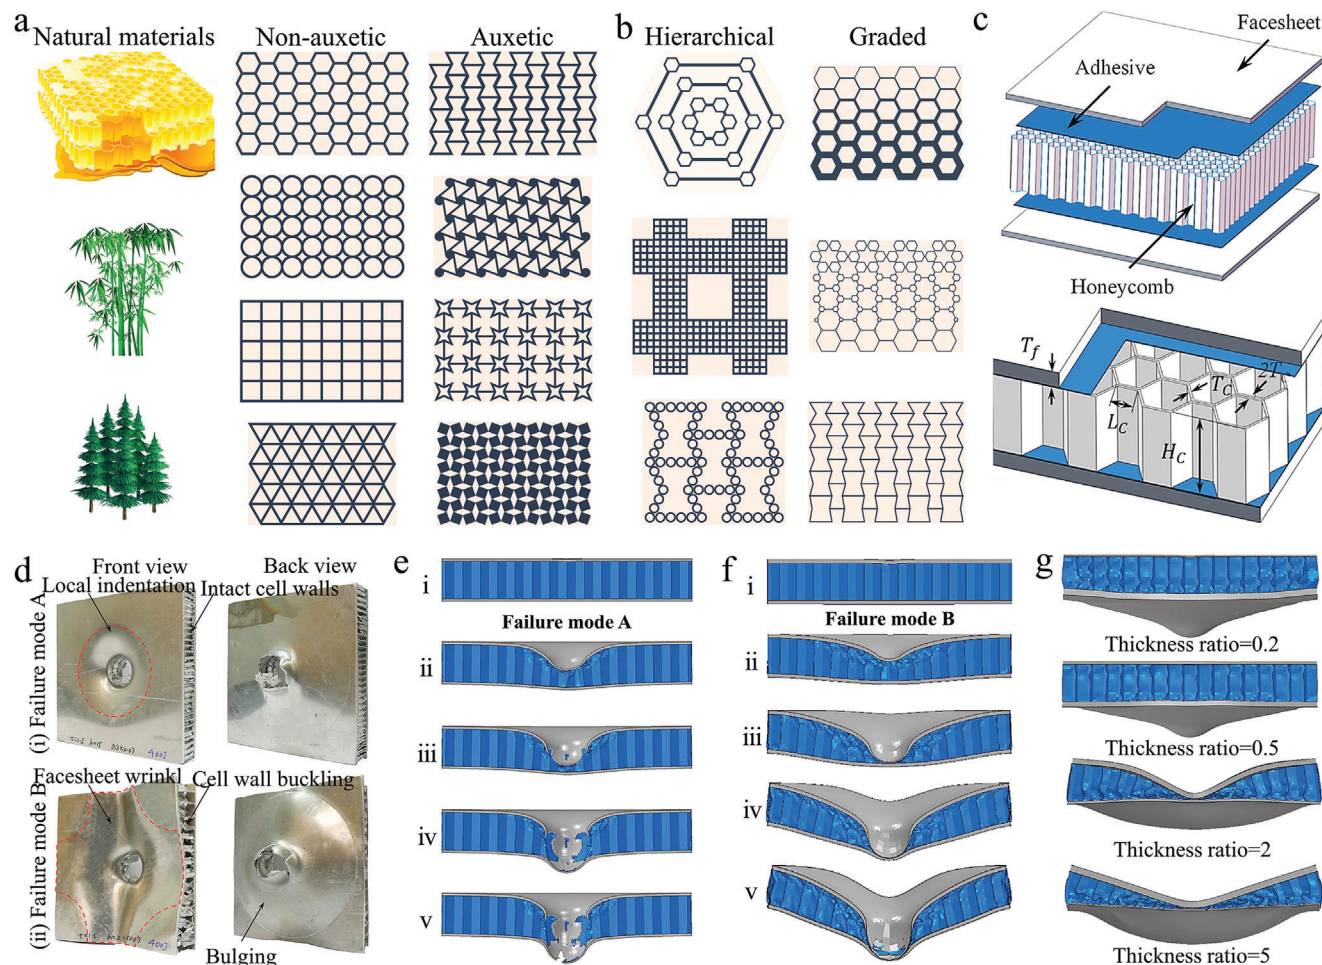 a
Natural materials
Non-auxetic
Auxetic
b
Hierarchical
Graded
c
Facesheet
Adhesive
Honeycomb
T_f
T_C
2T
L_C
H_C
d
Front view
Back view
Local indentation
Intact cell walls
(i) Failure mode A
4003
Facesheet wrinkl
Cell wall buckling
(ii) Failure mode B
4003
Bulging
e
i
Failure mode A
ii
iii
iv
v
f
i
Failure mode B
ii
iii
iv
v
g
Thickness ratio=0.2
Thickness ratio=0.5
Thickness ratio=2
Thickness ratio=5